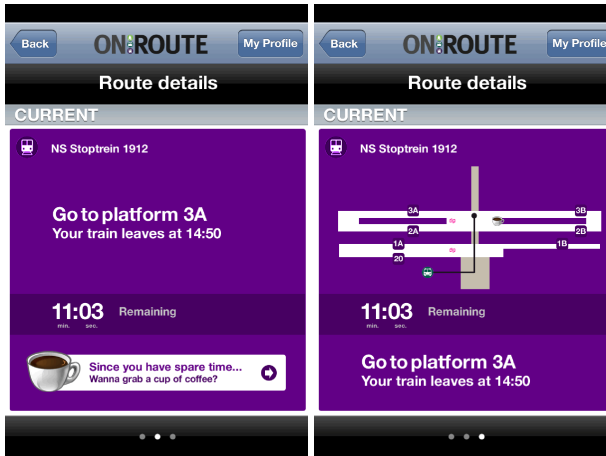 Back
ON:ROUTE
My Profile
Route details
CURRENT
NS Stoptrein 1912
Go to platform 3A
Your train leaves at 14:50
11:03 Remaining
min. sec.
Since you have spare time...
Wanna grab a cup of coffee?
Back
ON:ROUTE
My Profile
Route details
CURRENT
NS Stoptrein 1912
3A 3B
2A 2B
1A 1B
20
11:03 Remaining
min. sec.
Go to platform 3A
Your train leaves at 14:50